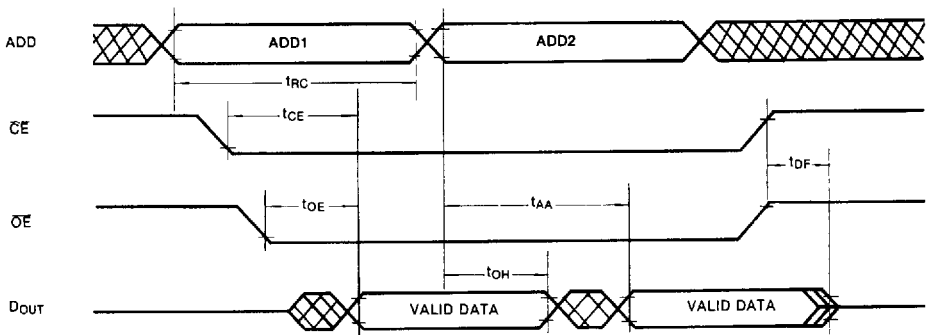 ADD
ADD1
ADD2
tRC
CE
tCE
tDF
OE
tOE
tAA
tOH
DOUT
VALID DATA
VALID DATA